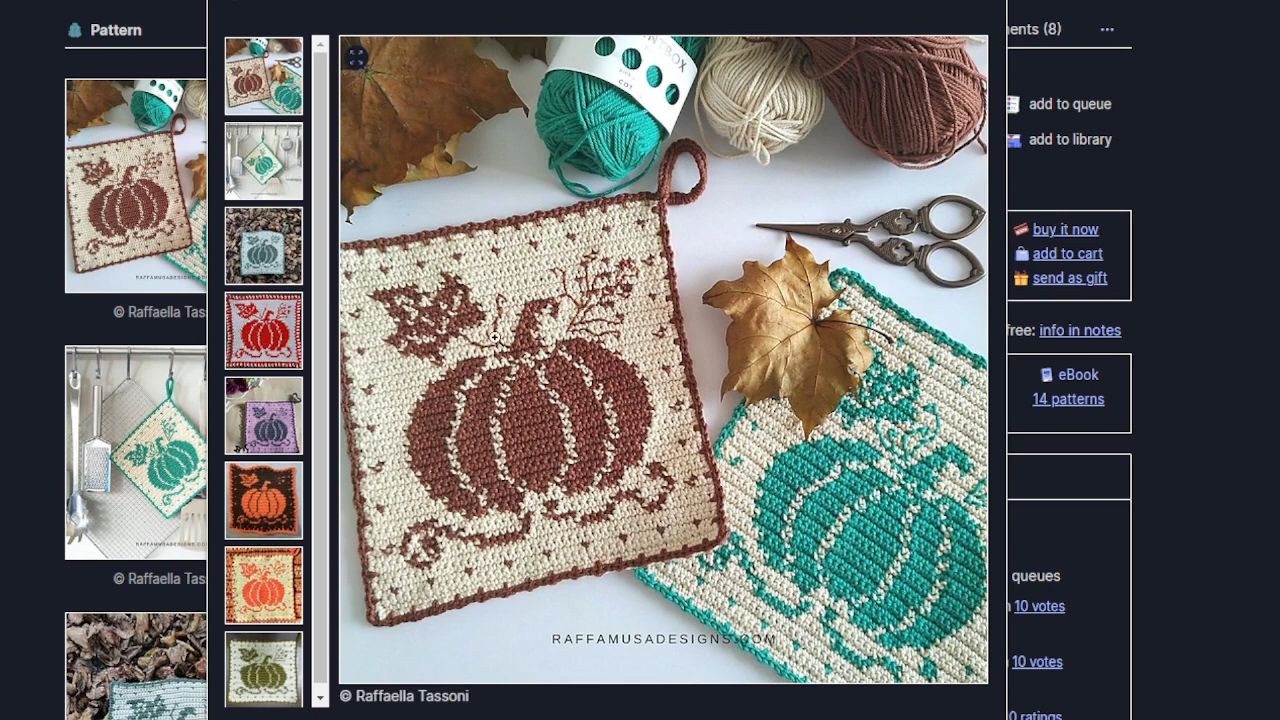 Pattern
ents (8)
add to queue
add to library
buy it now
add to cart
send as gift
free: info in notes
eBook
14 patterns
queues
10 votes
10 votes
0 ratings
© Raffaella Tas
RAFFAMUSADESIGNS
© Raffaella Tas
COT
RAFFAMUSADESIGNS.COM
© Raffaella Tassoni